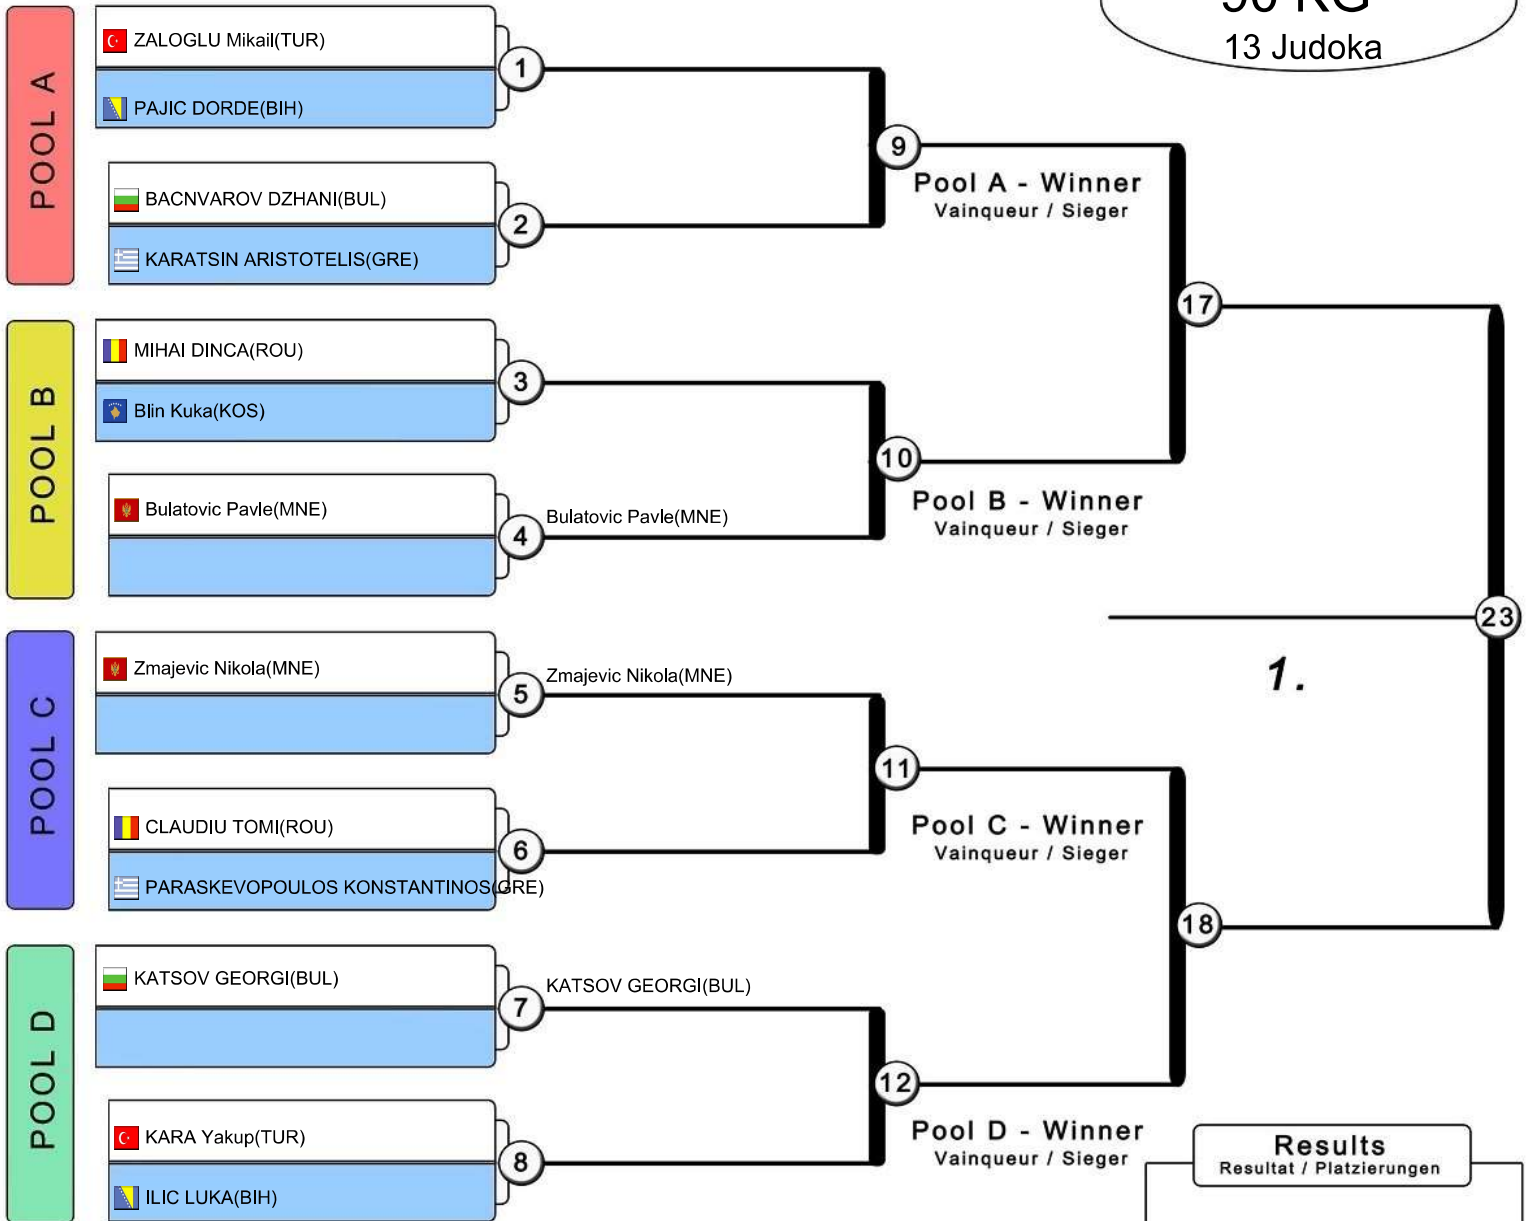 90 KG
13 Judoka
POOL A
ZALOGLU Mikail(TUR)
PAJIC DORDE(BIH)
1
BACNVAROV DZHANI(BUL)
KARATSIN ARISTOTELIS(GRE)
2
9
Pool A - Winner
Vainqueur / Sieger
POOL B
MIHAI DINCA(ROU)
Blin Kuka(KOS)
3
Bulatovic Pavle(MNE)
4
Bulatovic Pavle(MNE)
10
Pool B - Winner
Vainqueur / Sieger
17
POOL C
Zmajevic Nikola(MNE)
5
Zmajevic Nikola(MNE)
CLAUDIU TOMI(ROU)
PARASKEVOPOULOS KONSTANTINOS(GRE)
6
11
Pool C - Winner
Vainqueur / Sieger
23
1.
POOL D
KATSOV GEORGI(BUL)
7
KATSOV GEORGI(BUL)
KARA Yakup(TUR)
ILIC LUKA(BIH)
8
12
Pool D - Winner
Vainqueur / Sieger
18
Results
Resultat / Platzierungen